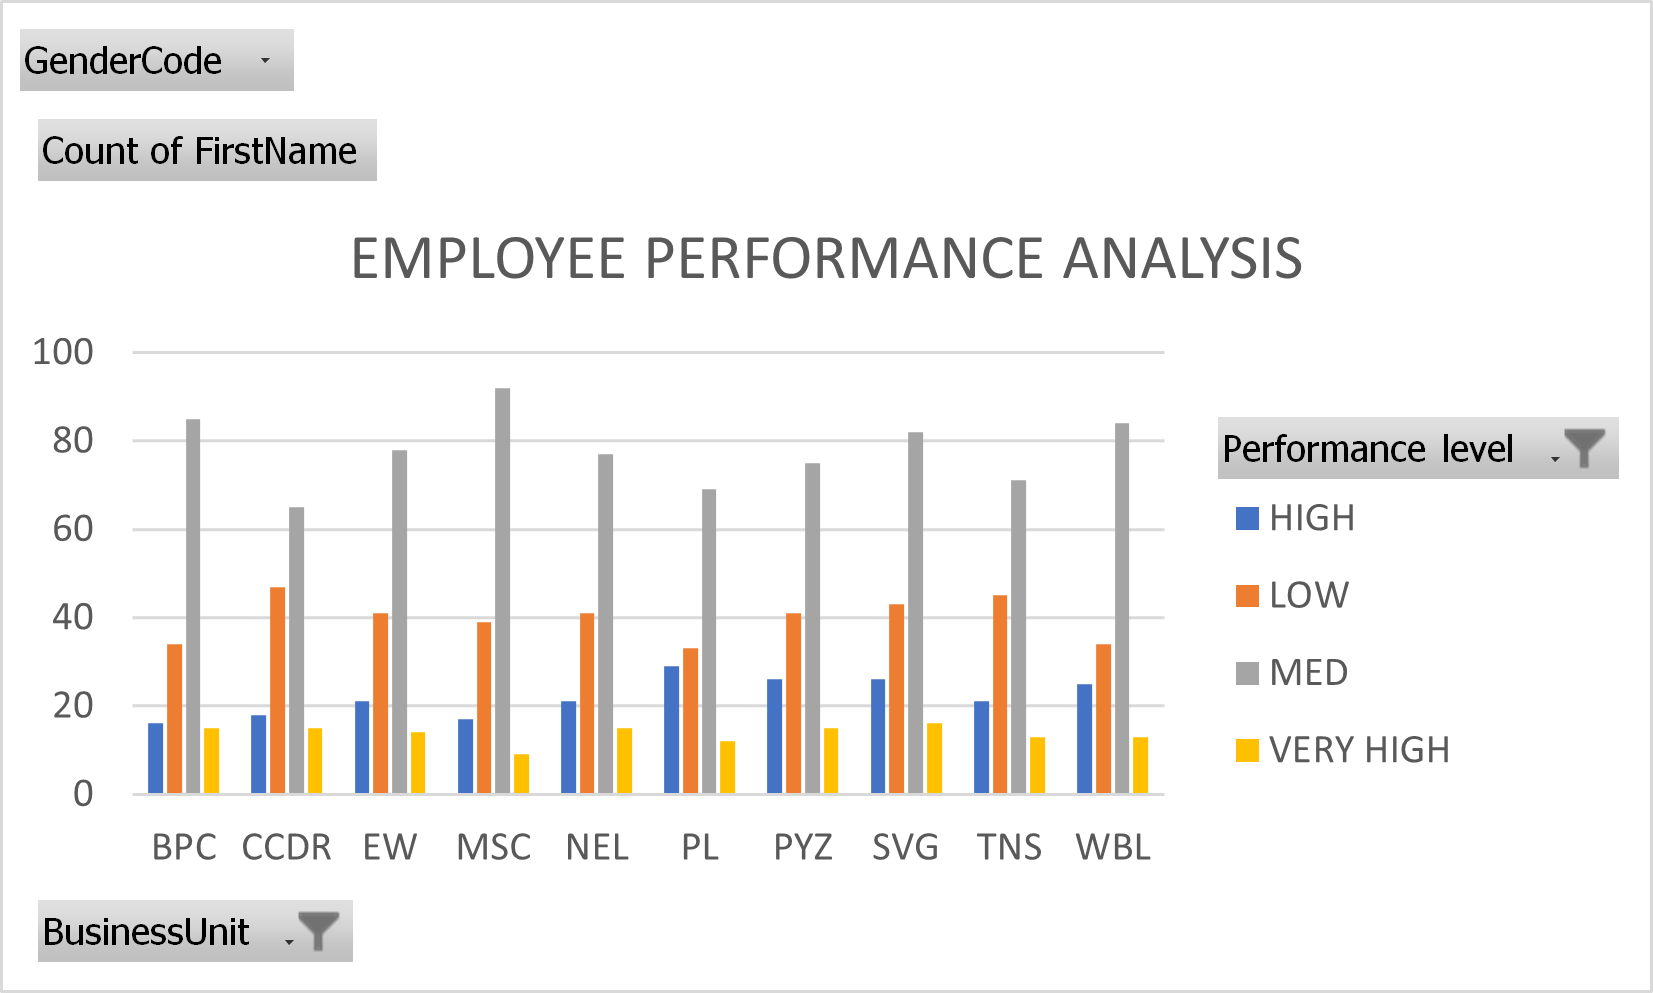 GenderCode
Count of FirstName
EMPLOYEE PERFORMANCE ANALYSIS
100
80
60
40
20
0
BPC CCDR EW MSC NEL PL PYZ SVG TNS WBL
Performance level
HIGH
LOW
MED
VERY HIGH
BusinessUnit